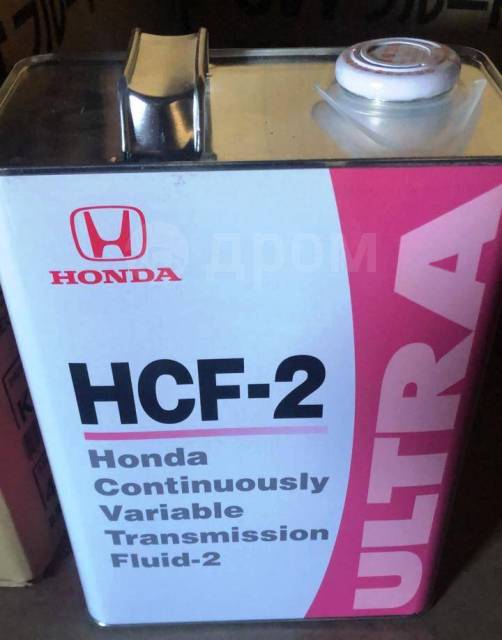 HONDA
дром
HCF-2
Honda
Continuously
Variable
Transmission
Fluid-2
ULTRA